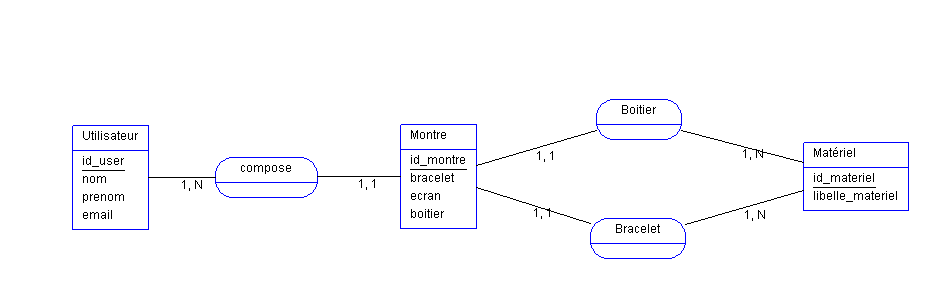 Utilisateur
id_user
nom
prenom
email
1, N
compose
1, 1
Montre
id_montre
bracelet
ecran
boitier
1, 1
Boitier
1, N
1, 1
Bracelet
1, N
Matériel
id_materiel
libelle_materiel